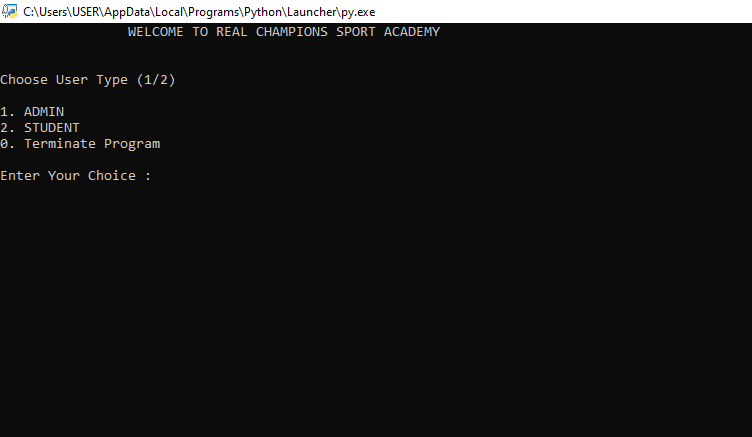 C:\Users\USER\AppData\Local\Programs\Python\Launcher\py.exe
WELCOME TO REAL CHAMPIONS SPORT ACADEMY
Choose User Type (1/2)
1. ADMIN
2. STUDENT
0. Terminate Program
Enter Your Choice :